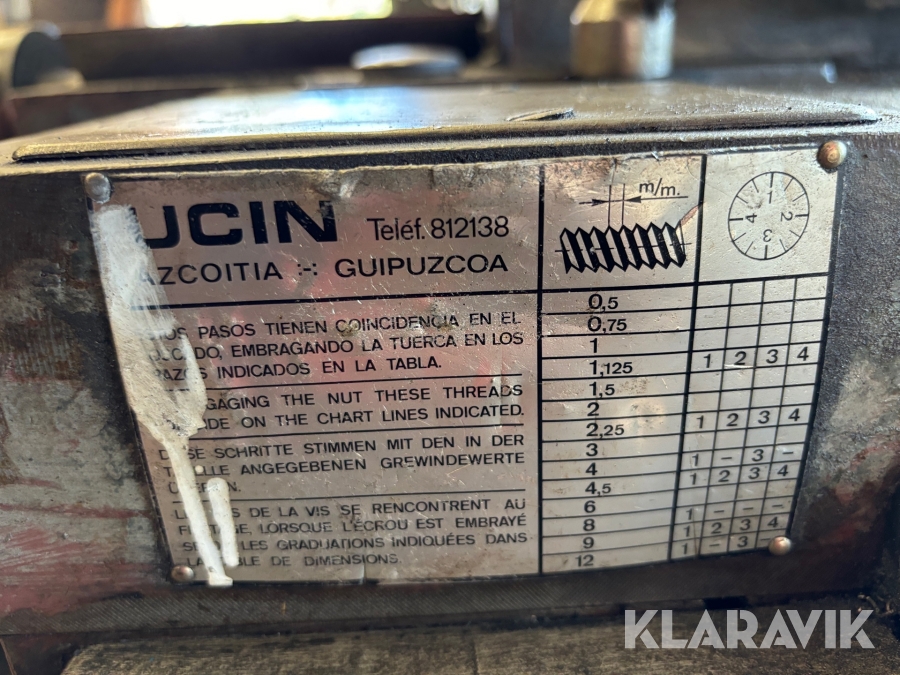 UCIN Teléf. 812138
AZCOITIA -:- GUIPUZCOA
PASOS TIENEN COINCIDENCIA EN EL
EMBRAGANDO LA TUERCA EN LOS
INDICADOS EN LA TABLA.
THE NUT THESE THREADS
ON THE CHART LINES INDICATED.
SCHRITTE STIMMEN MIT DEN IN DER
ANGEGEBENEN GREWINDEWERTE
DE LA VIS SE RENCONTRENT AU
LORSQUE L'ÉCROU EST EMBRAYÉ
LES GRADUATIONS INDIQUÉES DANS
DE DIMENSIONS.
m/m.
1 2 3 4
0,5
0,75
1
1,125 1 2 3 4
1,5
2
2,25 1 2 3 4
3
4 1 - 3 -
4,5 1 2 3 4
6
8 1 - - -
9 1 2 3 4
12 1 - 3 -
KLARAVIK